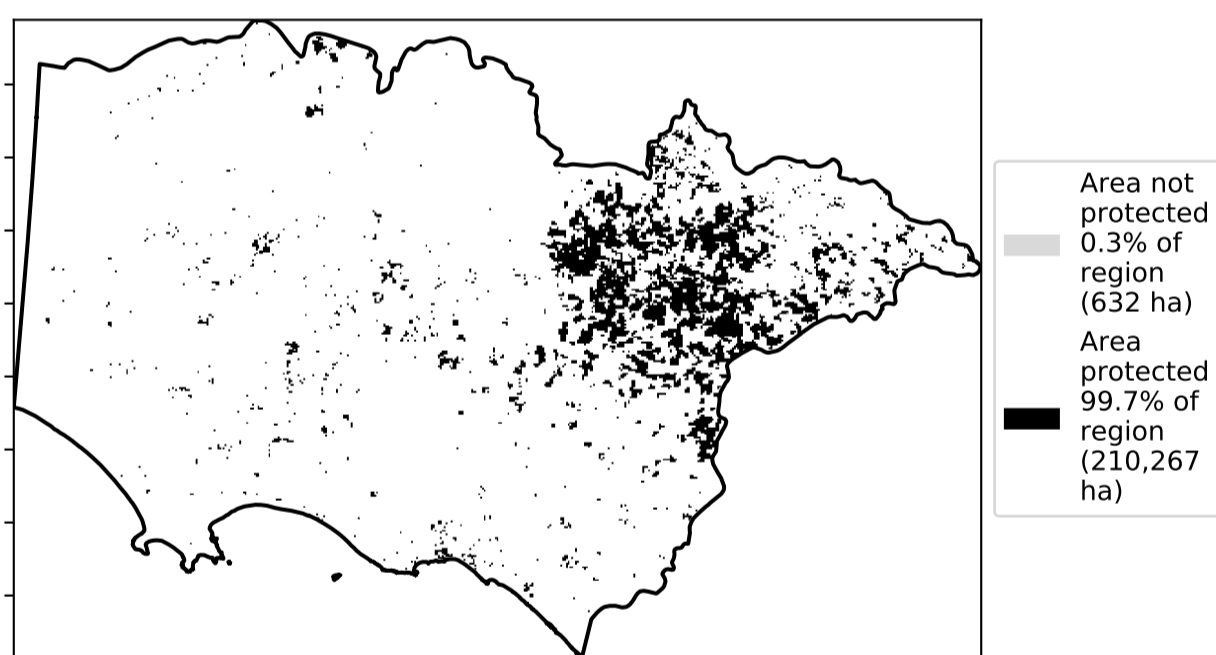 Area not
protected
0.3% of
region
(632 ha)
Area
protected
99.7% of
region
(210,267
ha)